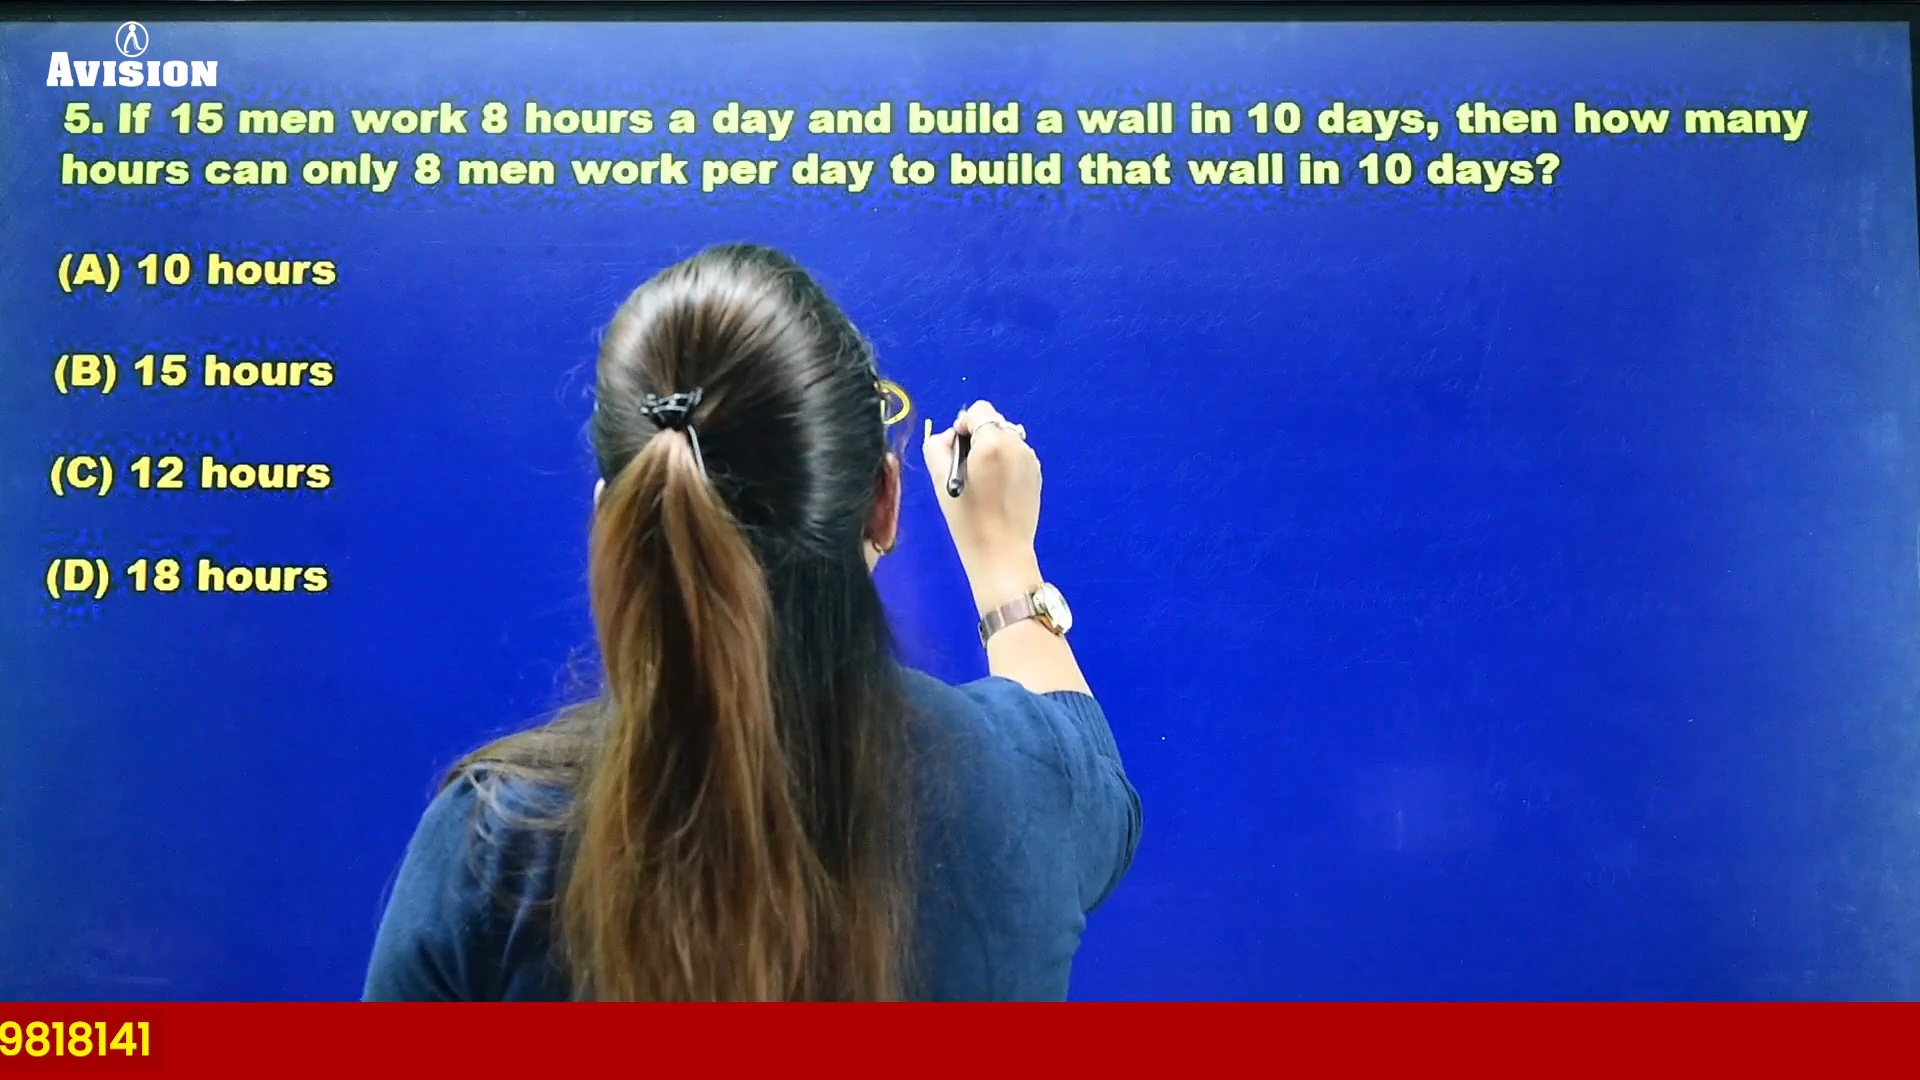 AVISION
5. If 15 men work 8 hours a day and build a wall in 10 days, then how many
hours can only 8 men work per day to build that wall in 10 days?
(A) 10 hours
(B) 15 hours
(C) 12 hours
(D) 18 hours
9818141